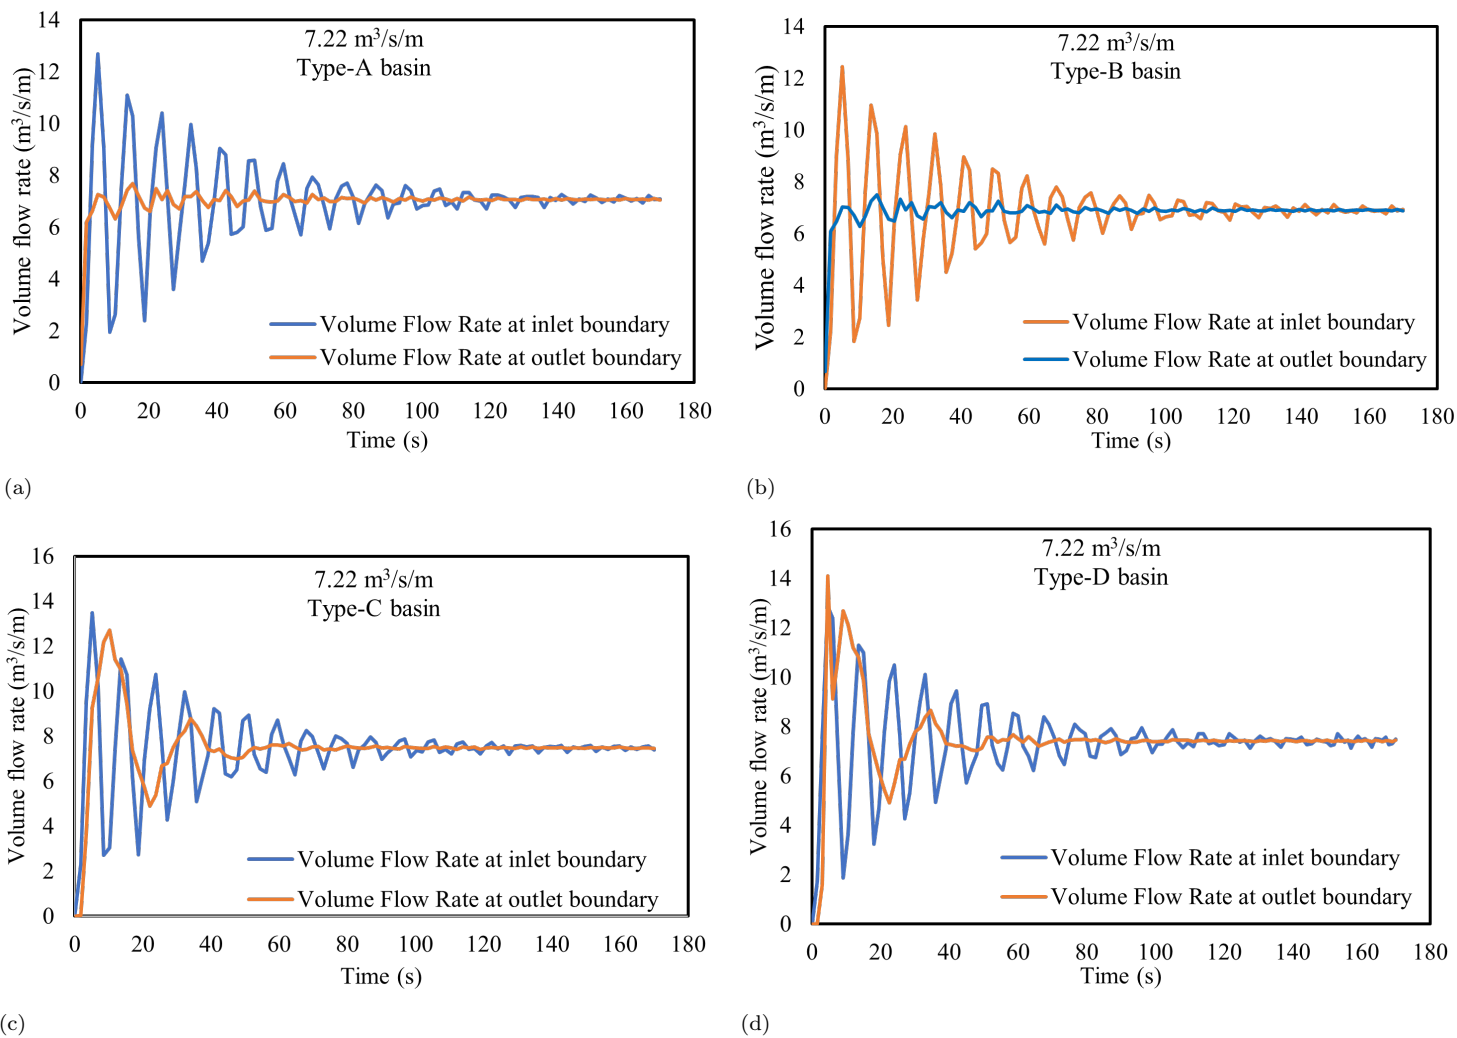 7.22 m³/s/m
Type-A basin
Volume flow rate (m³/s/m)
14
12
10
8
6
4
2
0
Volume Flow Rate at inlet boundary
Volume Flow Rate at outlet boundary
0 20 40 60 80 100 120 140 160 180
Time (s)
(a)
7.22 m³/s/m
Type-B basin
Volume flow rate (m³/s/m)
14
12
10
8
6
4
2
0
Volume Flow Rate at inlet boundary
Volume Flow Rate at outlet boundary
0 20 40 60 80 100 120 140 160 180
Time (s)
(b)
7.22 m³/s/m
Type-C basin
Volume flow rate (m³/s/m)
16
14
12
10
8
6
4
2
0
Volume Flow Rate at inlet boundary
Volume Flow Rate at outlet boundary
0 20 40 60 80 100 120 140 160 180
Time (s)
(c)
7.22 m³/s/m
Type-D basin
Volume flow rate (m³/s/m)
16
14
12
10
8
6
4
2
0
Volume Flow Rate at inlet boundary
Volume Flow Rate at outlet boundary
0 20 40 60 80 100 120 140 160 180
Time (s)
(d)